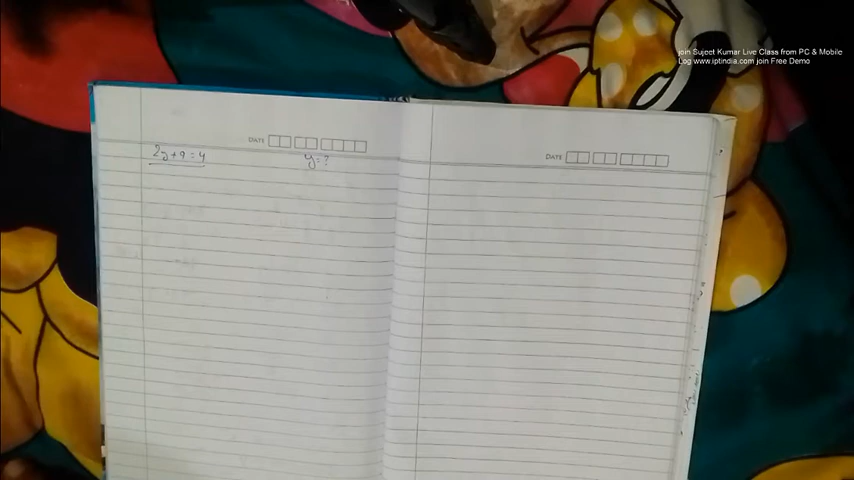 join Sujeet Kumar Live Class from PC & Mobile
Log www.iptindia.com join Free Demo
DATE
2y+9=4 y=?
DATE